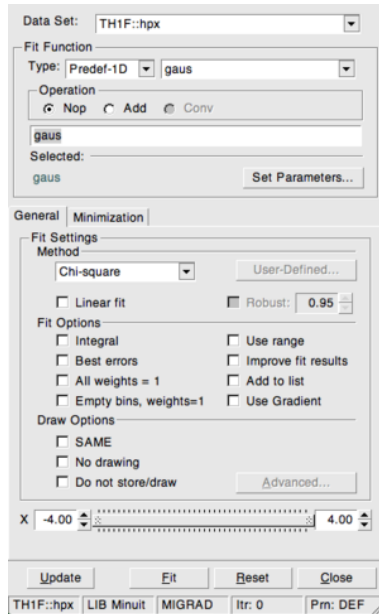 Data Set: TH1F::hpx
Fit Function
Type: Predef-1D gaus
Operation
Nop Add Conv
gaus
Selected:
gaus Set Parameters...
General Minimization
Fit Settings
Method
Chi-square User-Defined...
Linear fit Robust: 0.95
Fit Options
Integral Use range
Best errors Improve fit results
All weights = 1 Add to list
Empty bins, weights=1 Use Gradient
Draw Options
SAME
No drawing
Do not store/draw Advanced...
X -4.00 4.00
Update Fit Reset Close
TH1F::hpx LIB Minuit MIGRAD Itr: 0 Prn: DEF